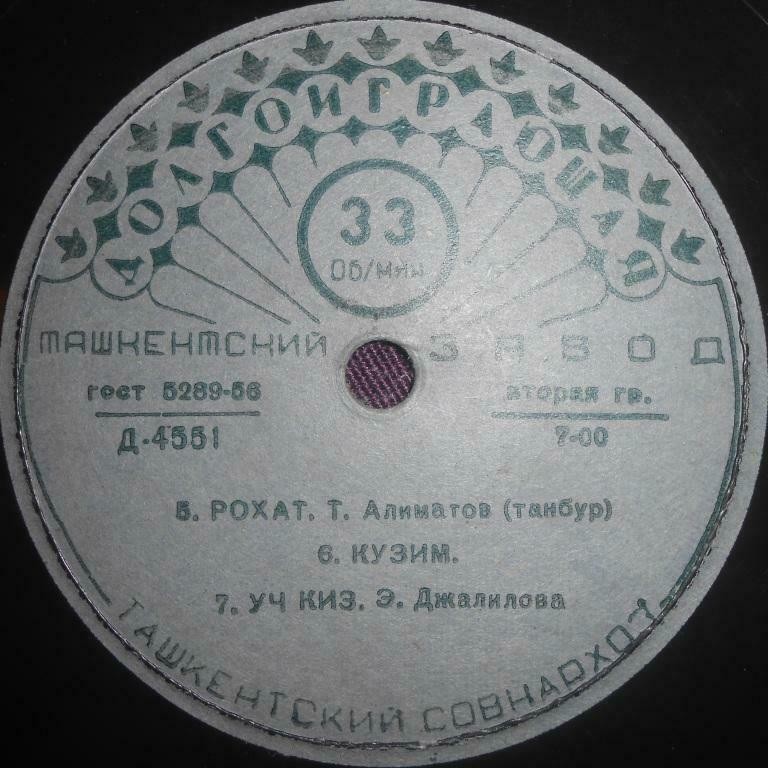 ДОЛГОИГРАЮЩАЯ
33
Об/мин
ТАШКЕНТСКИЙ ЗАВОД
гост 5289-56
вторая гр.
Д-4551
7-00
5. РОХАТ. Т. Алиматов (танбур)
6. КУЗИМ.
7. УЧ КИЗ. Э. Джалилова
ТАШКЕНТСКИЙ СОВНАРХОЗ